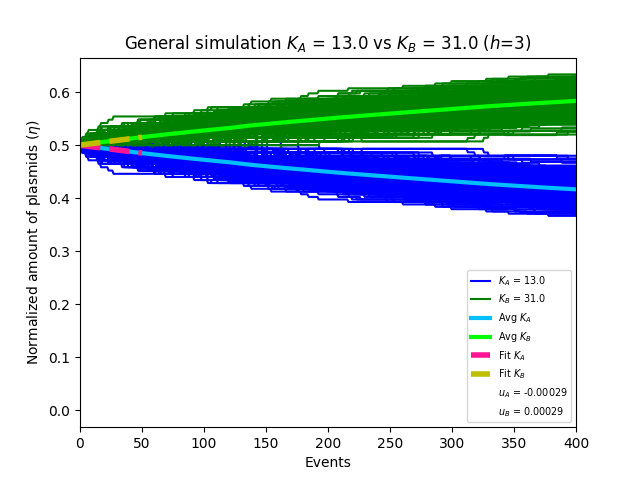 General simulation K_A = 13.0 vs K_B = 31.0 (h=3)
Normalized amount of plasmids (η)
0.6
0.5
0.4
0.3
0.2
0.1
0.0
K_A = 13.0
K_B = 31.0
Avg K_A
Avg K_B
Fit K_A
Fit K_B
u_A = -0.00029
u_B = 0.00029
0 50 100 150 200 250 300 350 400
Events